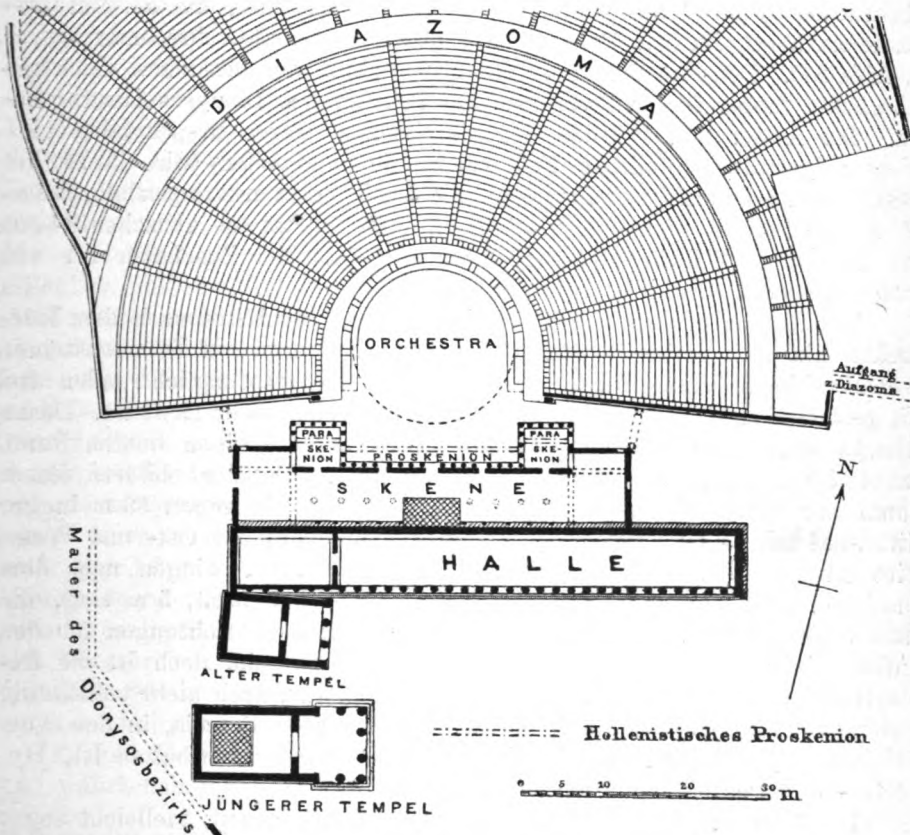 DIAZOMA
ORCHESTRA
Aufgang
z. Diazoma
PARA
SKE-
NION
PROSKENION
PARA
SKE-
NION
SKENE
N
HALLE
Mauer des Dionysosbezirks
ALTER TEMPEL
Hellenistisches Proskenion
JÜNGERER TEMPEL
0 5 10 20 30 m